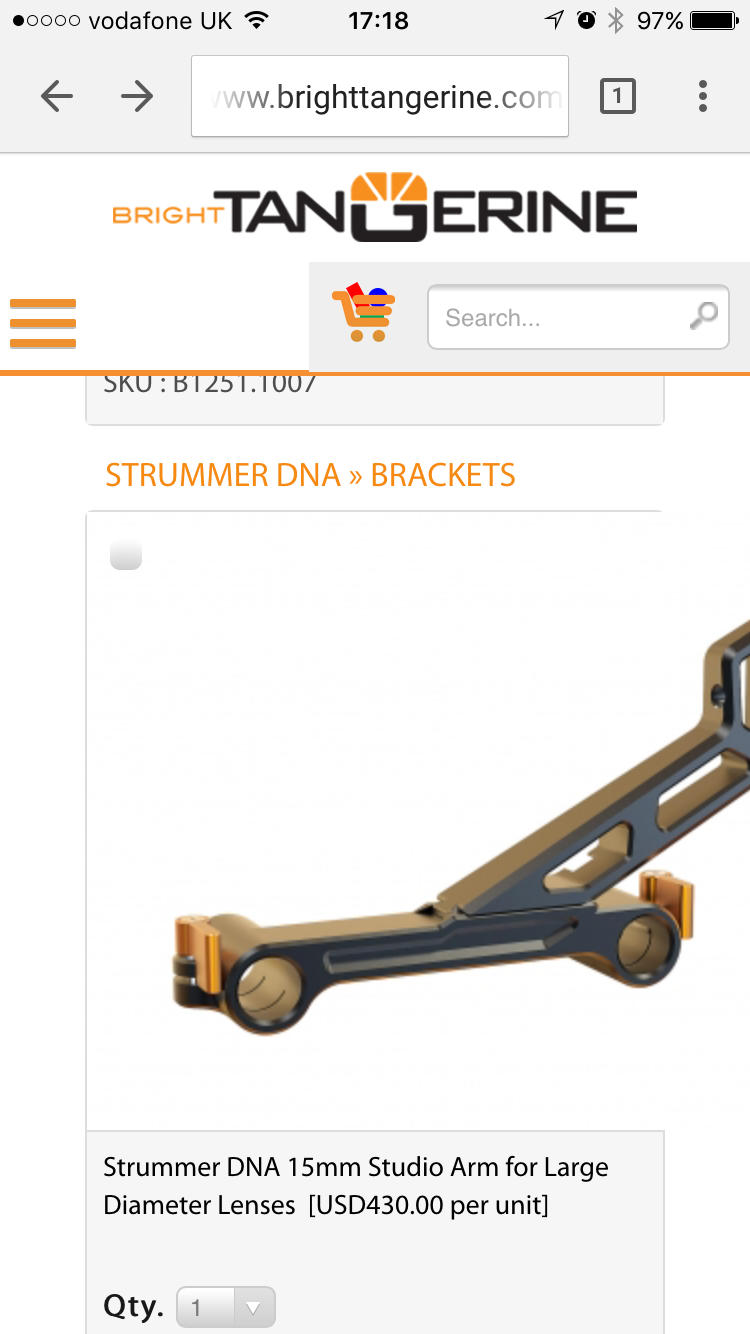 vodafone UK 17:18 97%
www.brighttangerine.com 1
BRIGHT TANGERINE
Search...
SKU : B1251.1007
STRUMMER DNA » BRACKETS
Strummer DNA 15mm Studio Arm for Large
Diameter Lenses [USD430.00 per unit]
Qty. 1